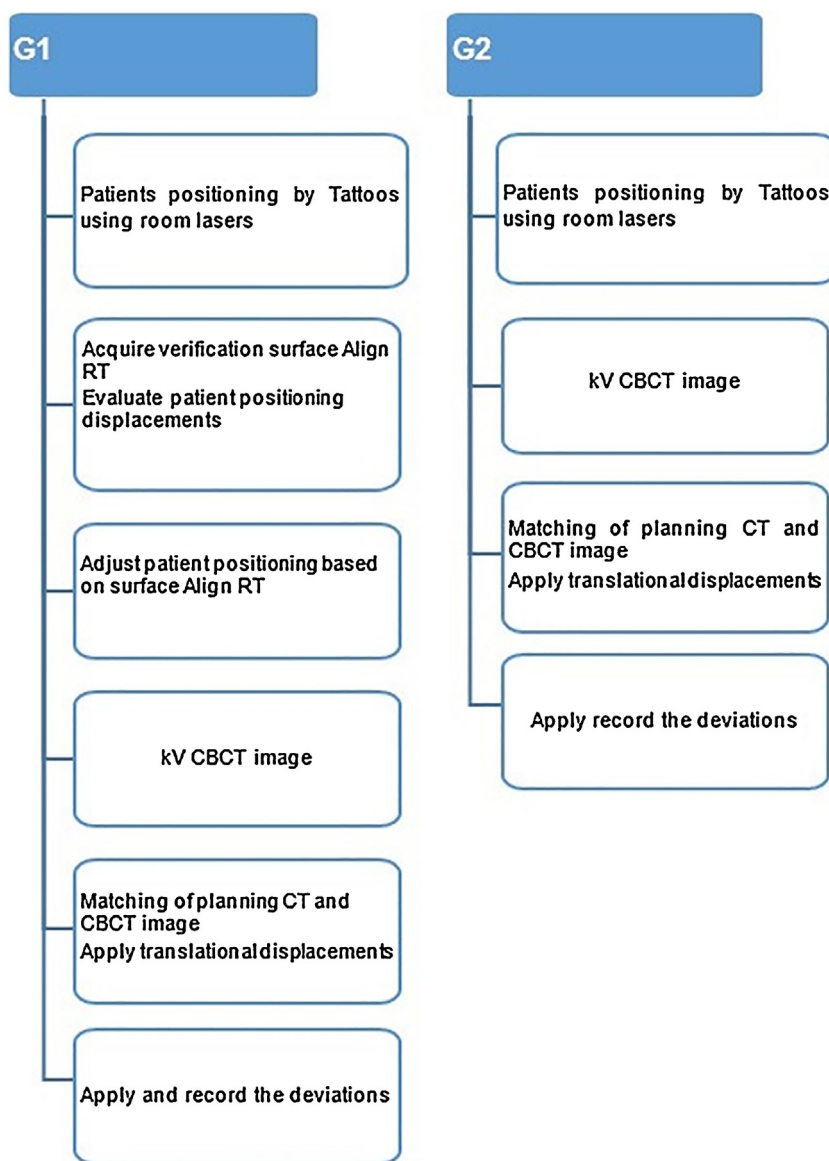 G1
Patients positioning by Tattoos
using room lasers
Acquire verification surface Align
RT
Evaluate patient positioning
displacements
Adjust patient positioning based
on surface Align RT
kV CBCT image
Matching of planning CT and
CBCT image
Apply translational displacements
Apply and record the deviations
G2
Patients positioning by Tattoos
using room lasers
kV CBCT image
Matching of planning CT and
CBCT image
Apply translational displacements
Apply record the deviations